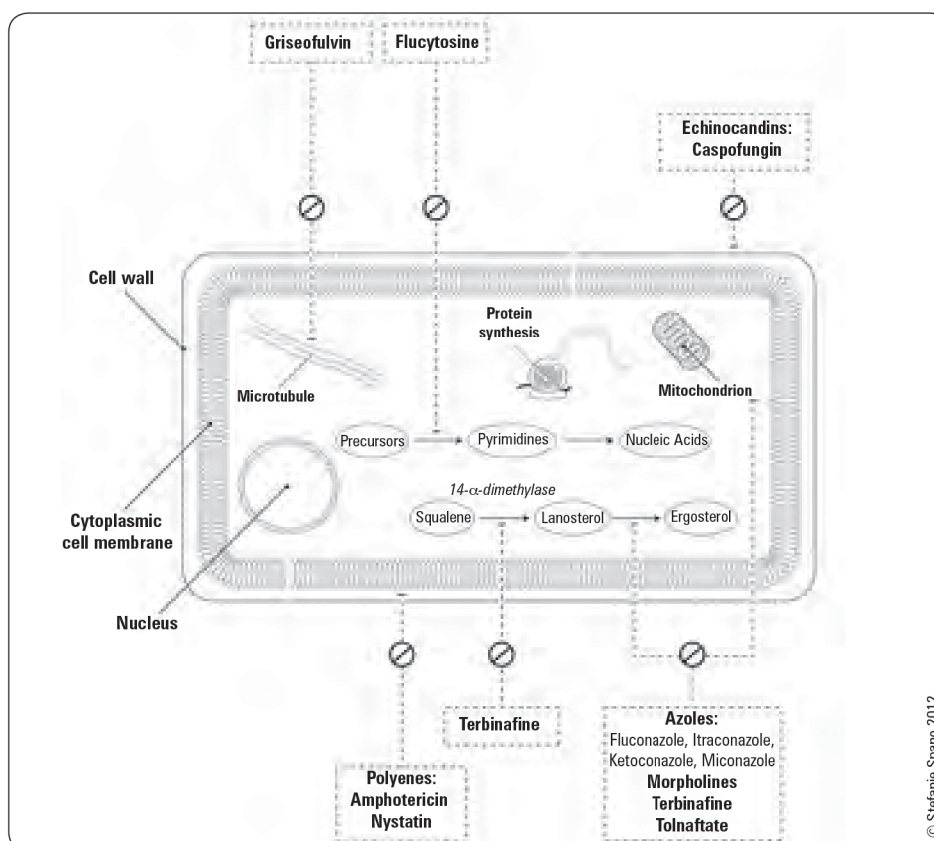 Griseofulvin
Flucytosine
Echinocandins:
Caspofungin
Cell wall
Protein
synthesis
Microtubule
Mitochondrion
Precursors
Pyrimidines
Nucleic Acids
14-α-dimethylase
Squalene
Lanosterol
Ergosterol
Cytoplasmic
cell membrane
Nucleus
Terbinafine
Polyenes:
Amphotericin
Nystatin
Azoles:
Fluconazole, Itraconazole,
Ketoconazole, Miconazole
Morpholines
Terbinafine
Tolnaftate
© Stefanie Spano 2012